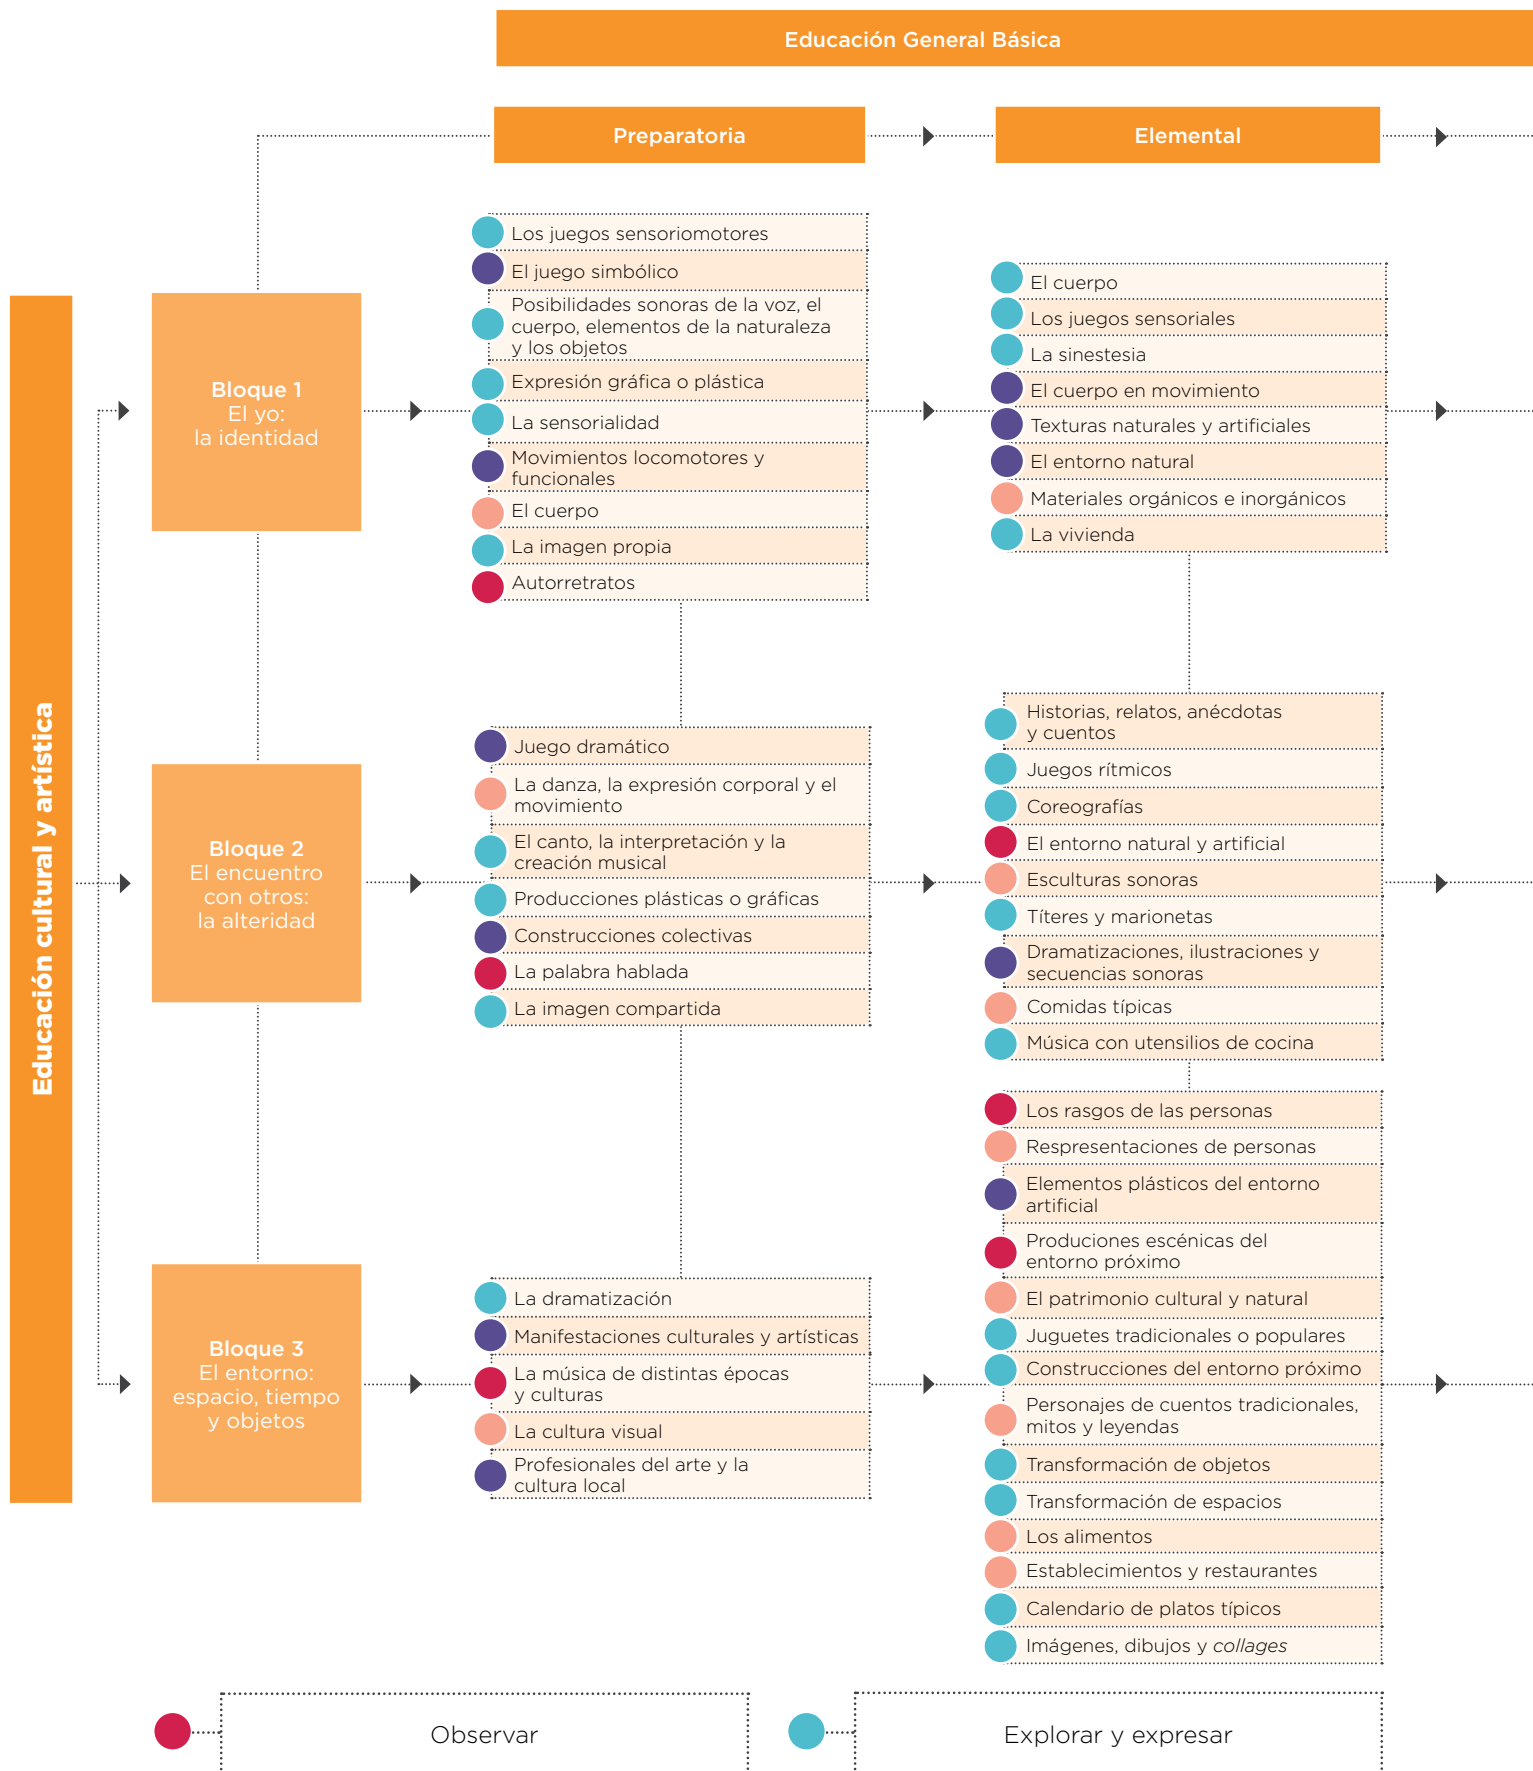 Educación General Básica
Preparatoria
Elemental
Educación cultural y artística
Bloque 1
El yo:
la identidad
Los juegos sensoriomotores
El juego simbólico
Posibilidades sonoras de la voz, el
cuerpo, elementos de la naturaleza
y los objetos
Expresión gráfica o plástica
La sensorialidad
Movimientos locomotores y
funcionales
El cuerpo
La imagen propia
Autorretratos
El cuerpo
Los juegos sensoriales
La sinestesia
El cuerpo en movimiento
Texturas naturales y artificiales
El entorno natural
Materiales orgánicos e inorgánicos
La vivienda
Bloque 2
El encuentro
con otros:
la alteridad
Juego dramático
La danza, la expresión corporal y el
movimiento
El canto, la interpretación y la
creación musical
Producciones plásticas o gráficas
Construcciones colectivas
La palabra hablada
La imagen compartida
Historias, relatos, anécdotas
y cuentos
Juegos rítmicos
Coreografías
El entorno natural y artificial
Esculturas sonoras
Títeres y marionetas
Dramatizaciones, ilustraciones y
secuencias sonoras
Comidas típicas
Música con utensilios de cocina
Bloque 3
El entorno:
espacio, tiempo
y objetos
La dramatización
Manifestaciones culturales y artísticas
La música de distintas épocas
y culturas
La cultura visual
Profesionales del arte y la
cultura local
Los rasgos de las personas
Respresentaciones de personas
Elementos plásticos del entorno
artificial
Produciones escénicas del
entorno próximo
El patrimonio cultural y natural
Juguetes tradicionales o populares
Construcciones del entorno próximo
Personajes de cuentos tradicionales,
mitos y leyendas
Transformación de objetos
Transformación de espacios
Los alimentos
Establecimientos y restaurantes
Calendario de platos típicos
Imágenes, dibujos y collages
Observar
Explorar y expresar